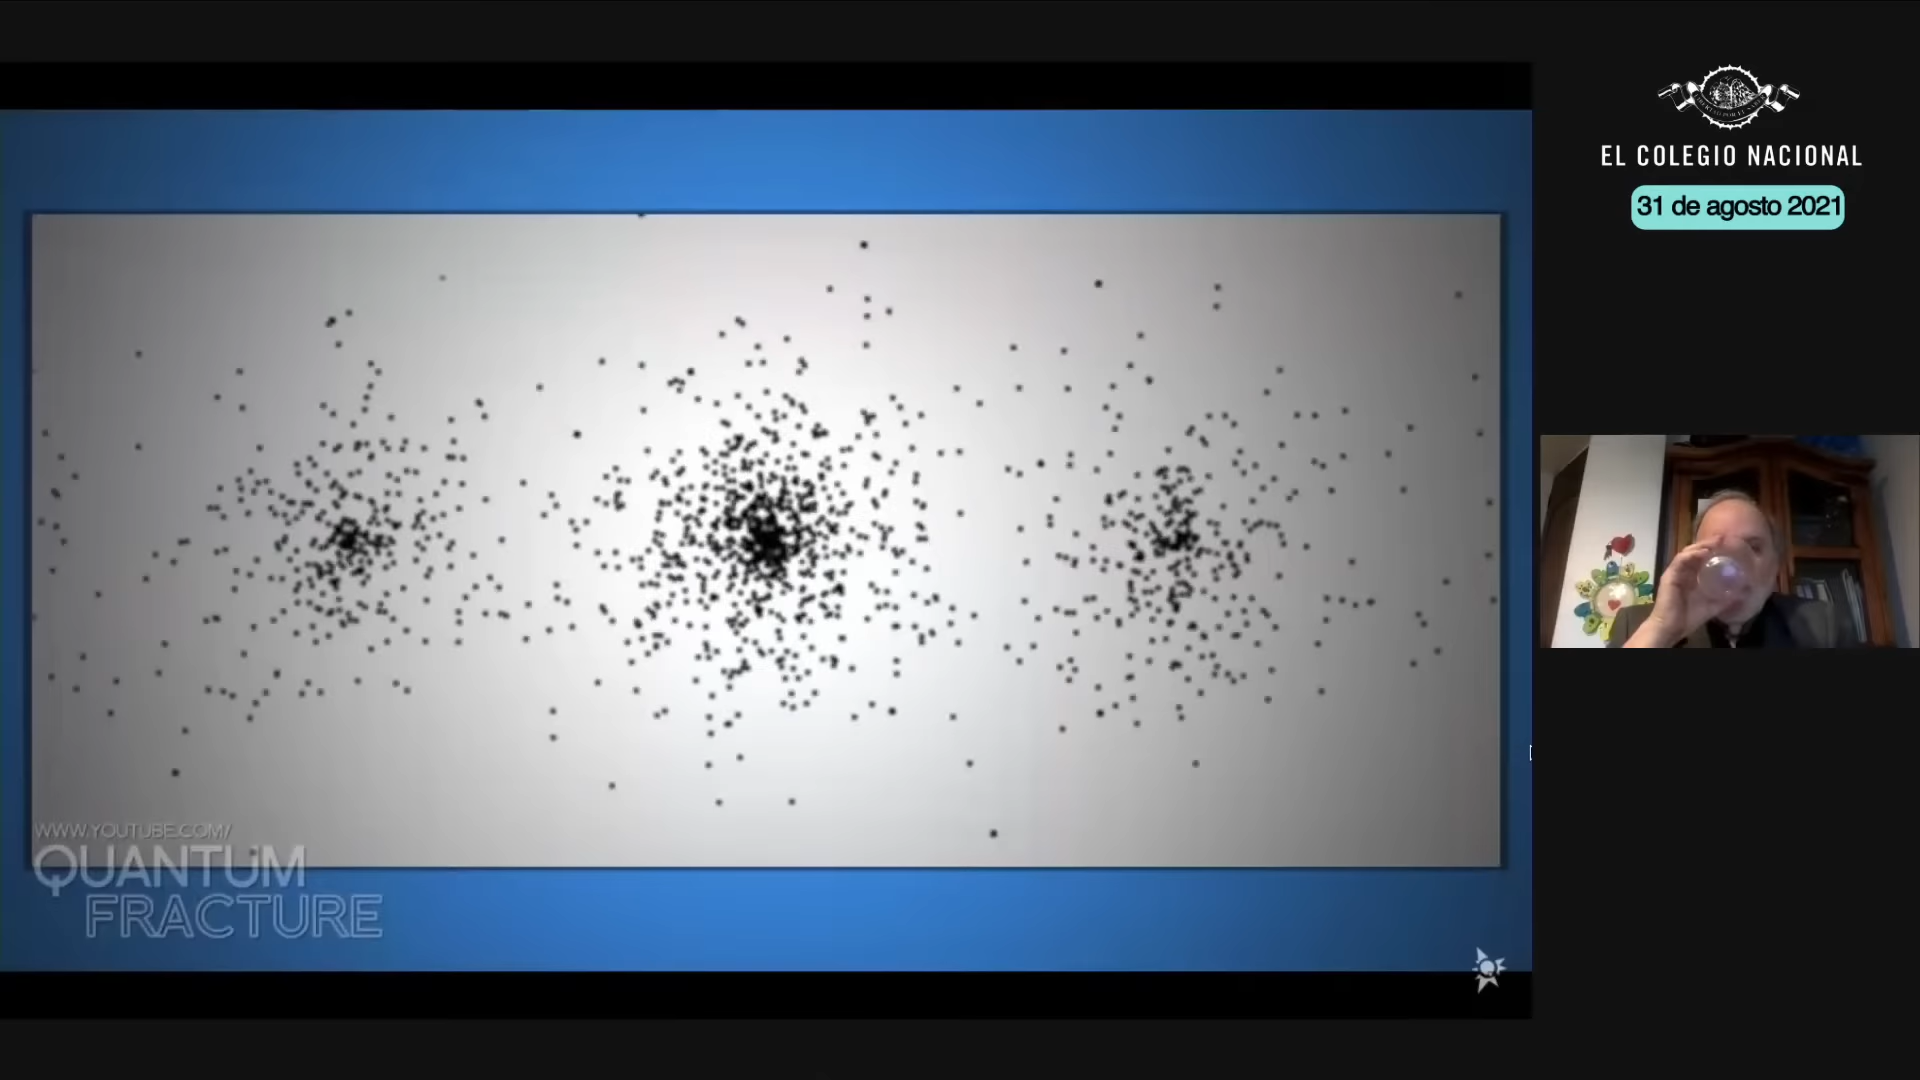 EL COLEGIO NACIONAL
31 de agosto 2021
WWW.YOUTUBE.COM/
QUANTUM
FRACTURE